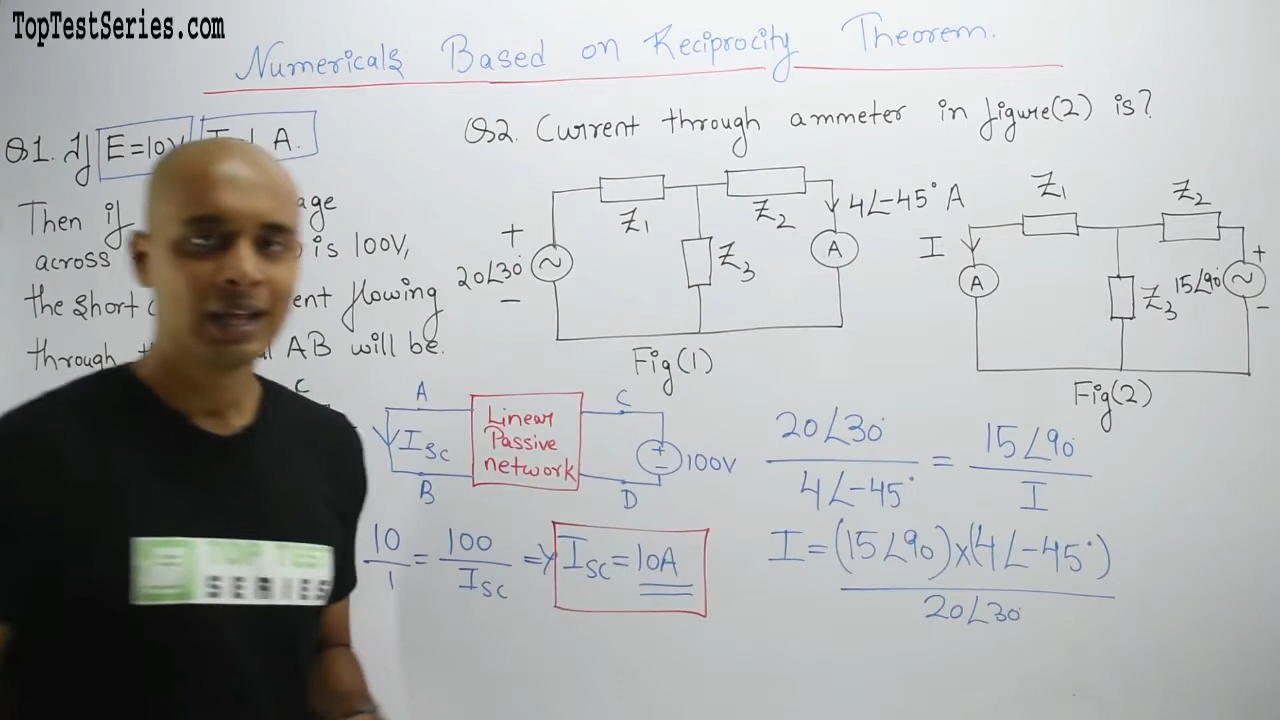 TopTestSeries.com
Numericals Based on Reciprocity Theorem.
Q1. If E=10V A.
Then if
across is 100V,
the short flowing
through AB will be.
C
Q2. Current through ammeter in figure(2) is?
Z1
Z2
4∠-45° A
+
20∠30°
~
-
Z3
A
Fig(1)
Z1
Z2
I
A
Z3
15∠90°
~
+
-
Fig(2)
A
C
ISC
Linear
Passive
network
+
-
100V
B
D
10/1 = 100/ISC => ISC = 10A
20∠30°/4∠-45° = 15∠90°/I
I = (15∠90°)×(4∠-45°)
20∠30°
TOP TEST
SERIES